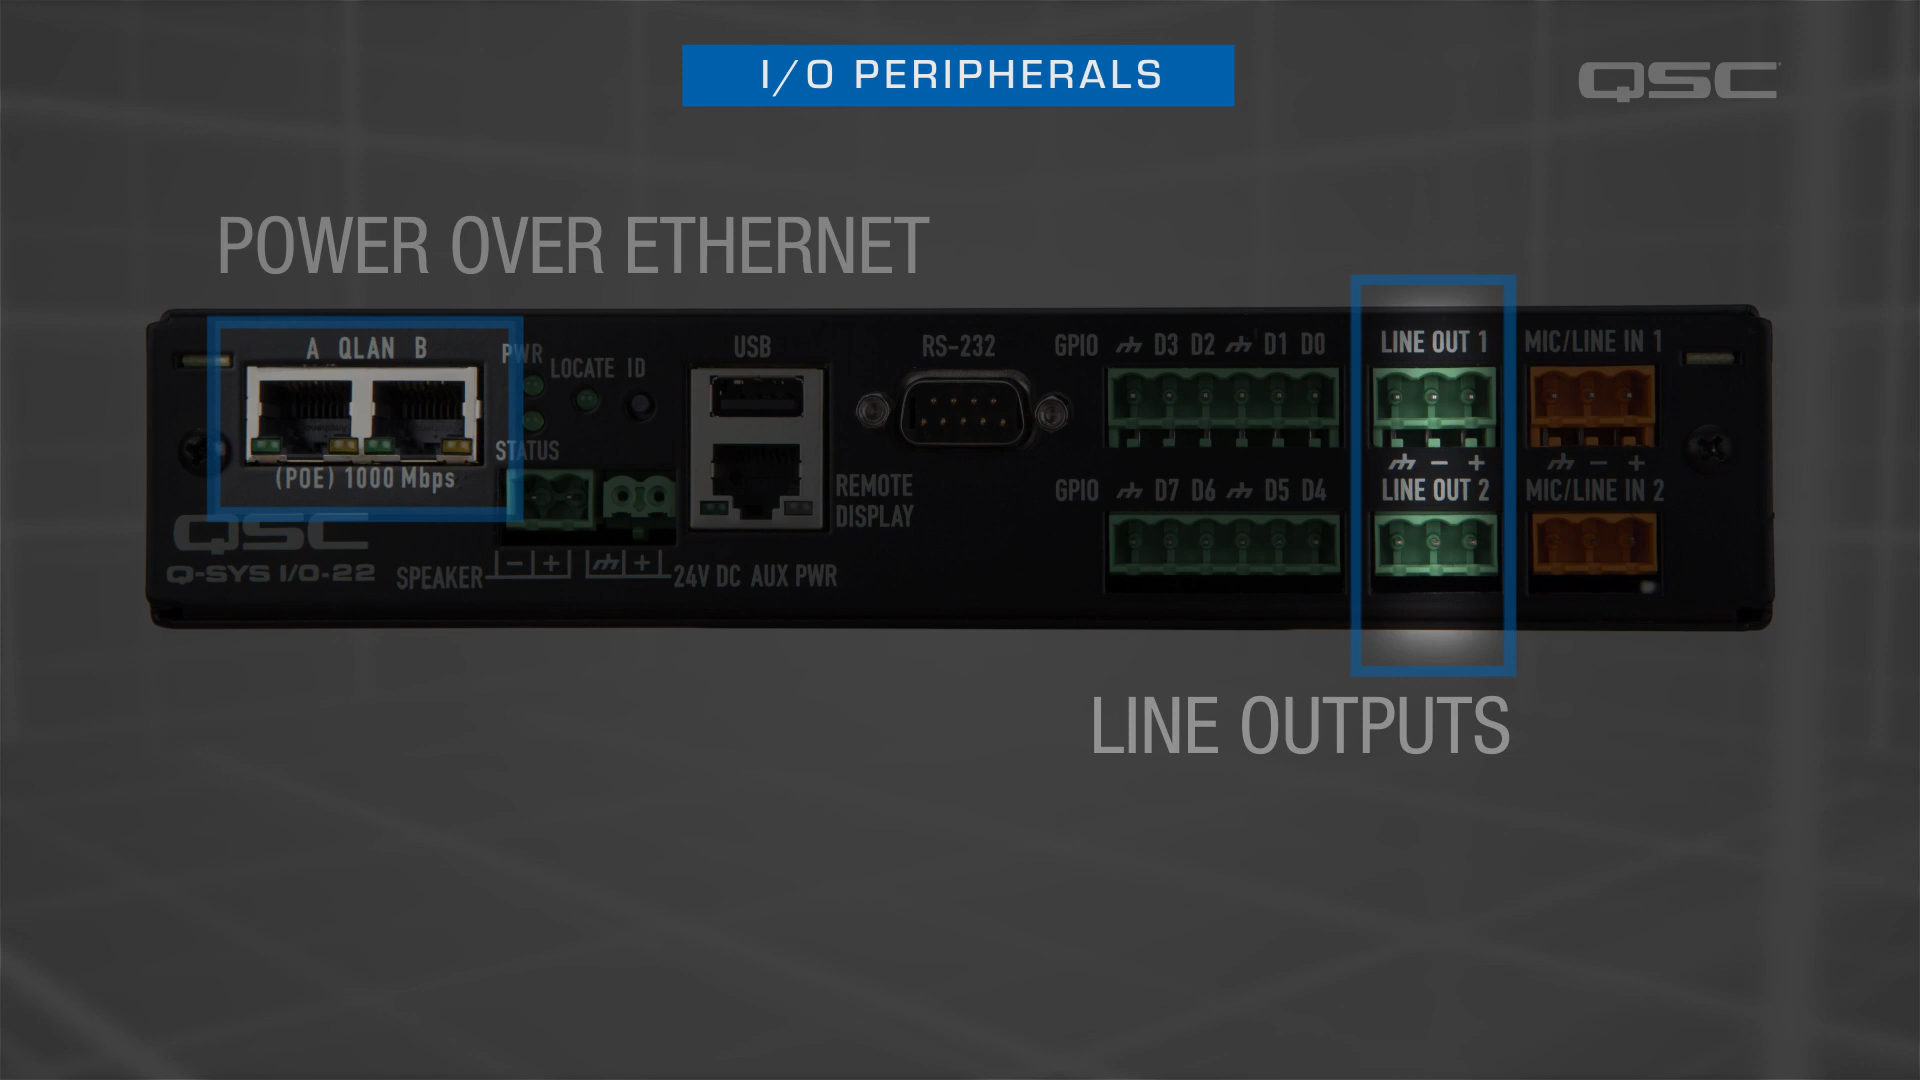 I/O PERIPHERALS
QSC
POWER OVER ETHERNET
A QLAN B
(POE) 1000 Mbps
PWR
LOCATE ID
STATUS
USB
REMOTE
DISPLAY
RS-232
GPIO D3 D2 D1 D0
GPIO D7 D6 D5 D4
LINE OUT 1
- +
LINE OUT 2
MIC/LINE IN 1
- +
MIC/LINE IN 2
QSC
Q-SYS I/O-22
SPEAKER - +
+ 24V DC AUX PWR
LINE OUTPUTS